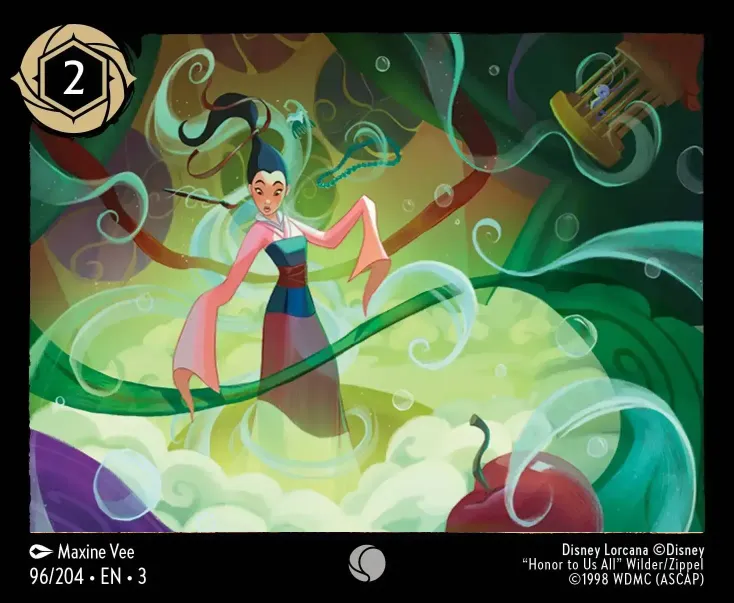 2
Maxine Vee
96/204 • EN • 3
Disney Lorcana ©Disney
“Honor to Us All” Wilder/Zippel
©1998 WDMC (ASCAP)